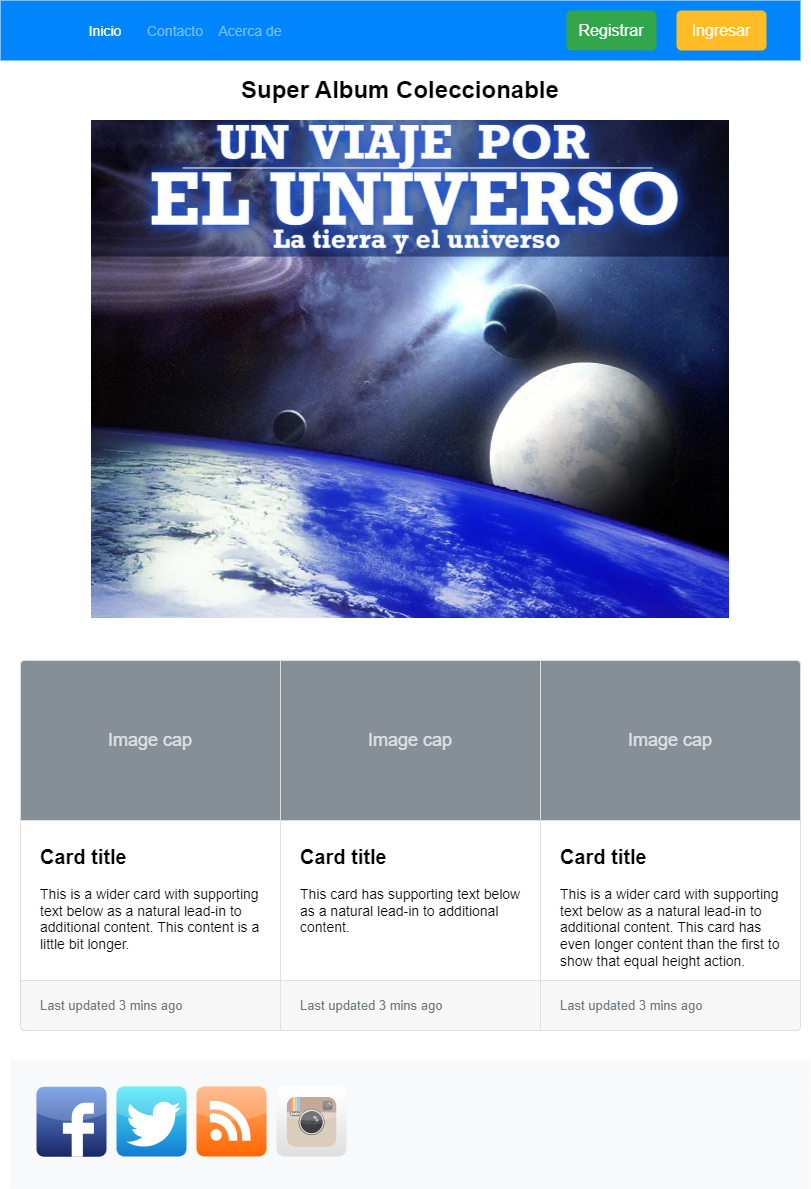 Inicio Contacto Acerca de Registrar Ingresar
Super Album Coleccionable
UN VIAJE POR
EL UNIVERSO
La tierra y el universo
Image cap
Image cap
Image cap
Card title
This is a wider card with supporting
text below as a natural lead-in to
additional content. This content is a
little bit longer.
Last updated 3 mins ago
Card title
This card has supporting text below
as a natural lead-in to additional
content.
Last updated 3 mins ago
Card title
This is a wider card with supporting
text below as a natural lead-in to
additional content. This card has
even longer content than the first to
show that equal height action.
Last updated 3 mins ago